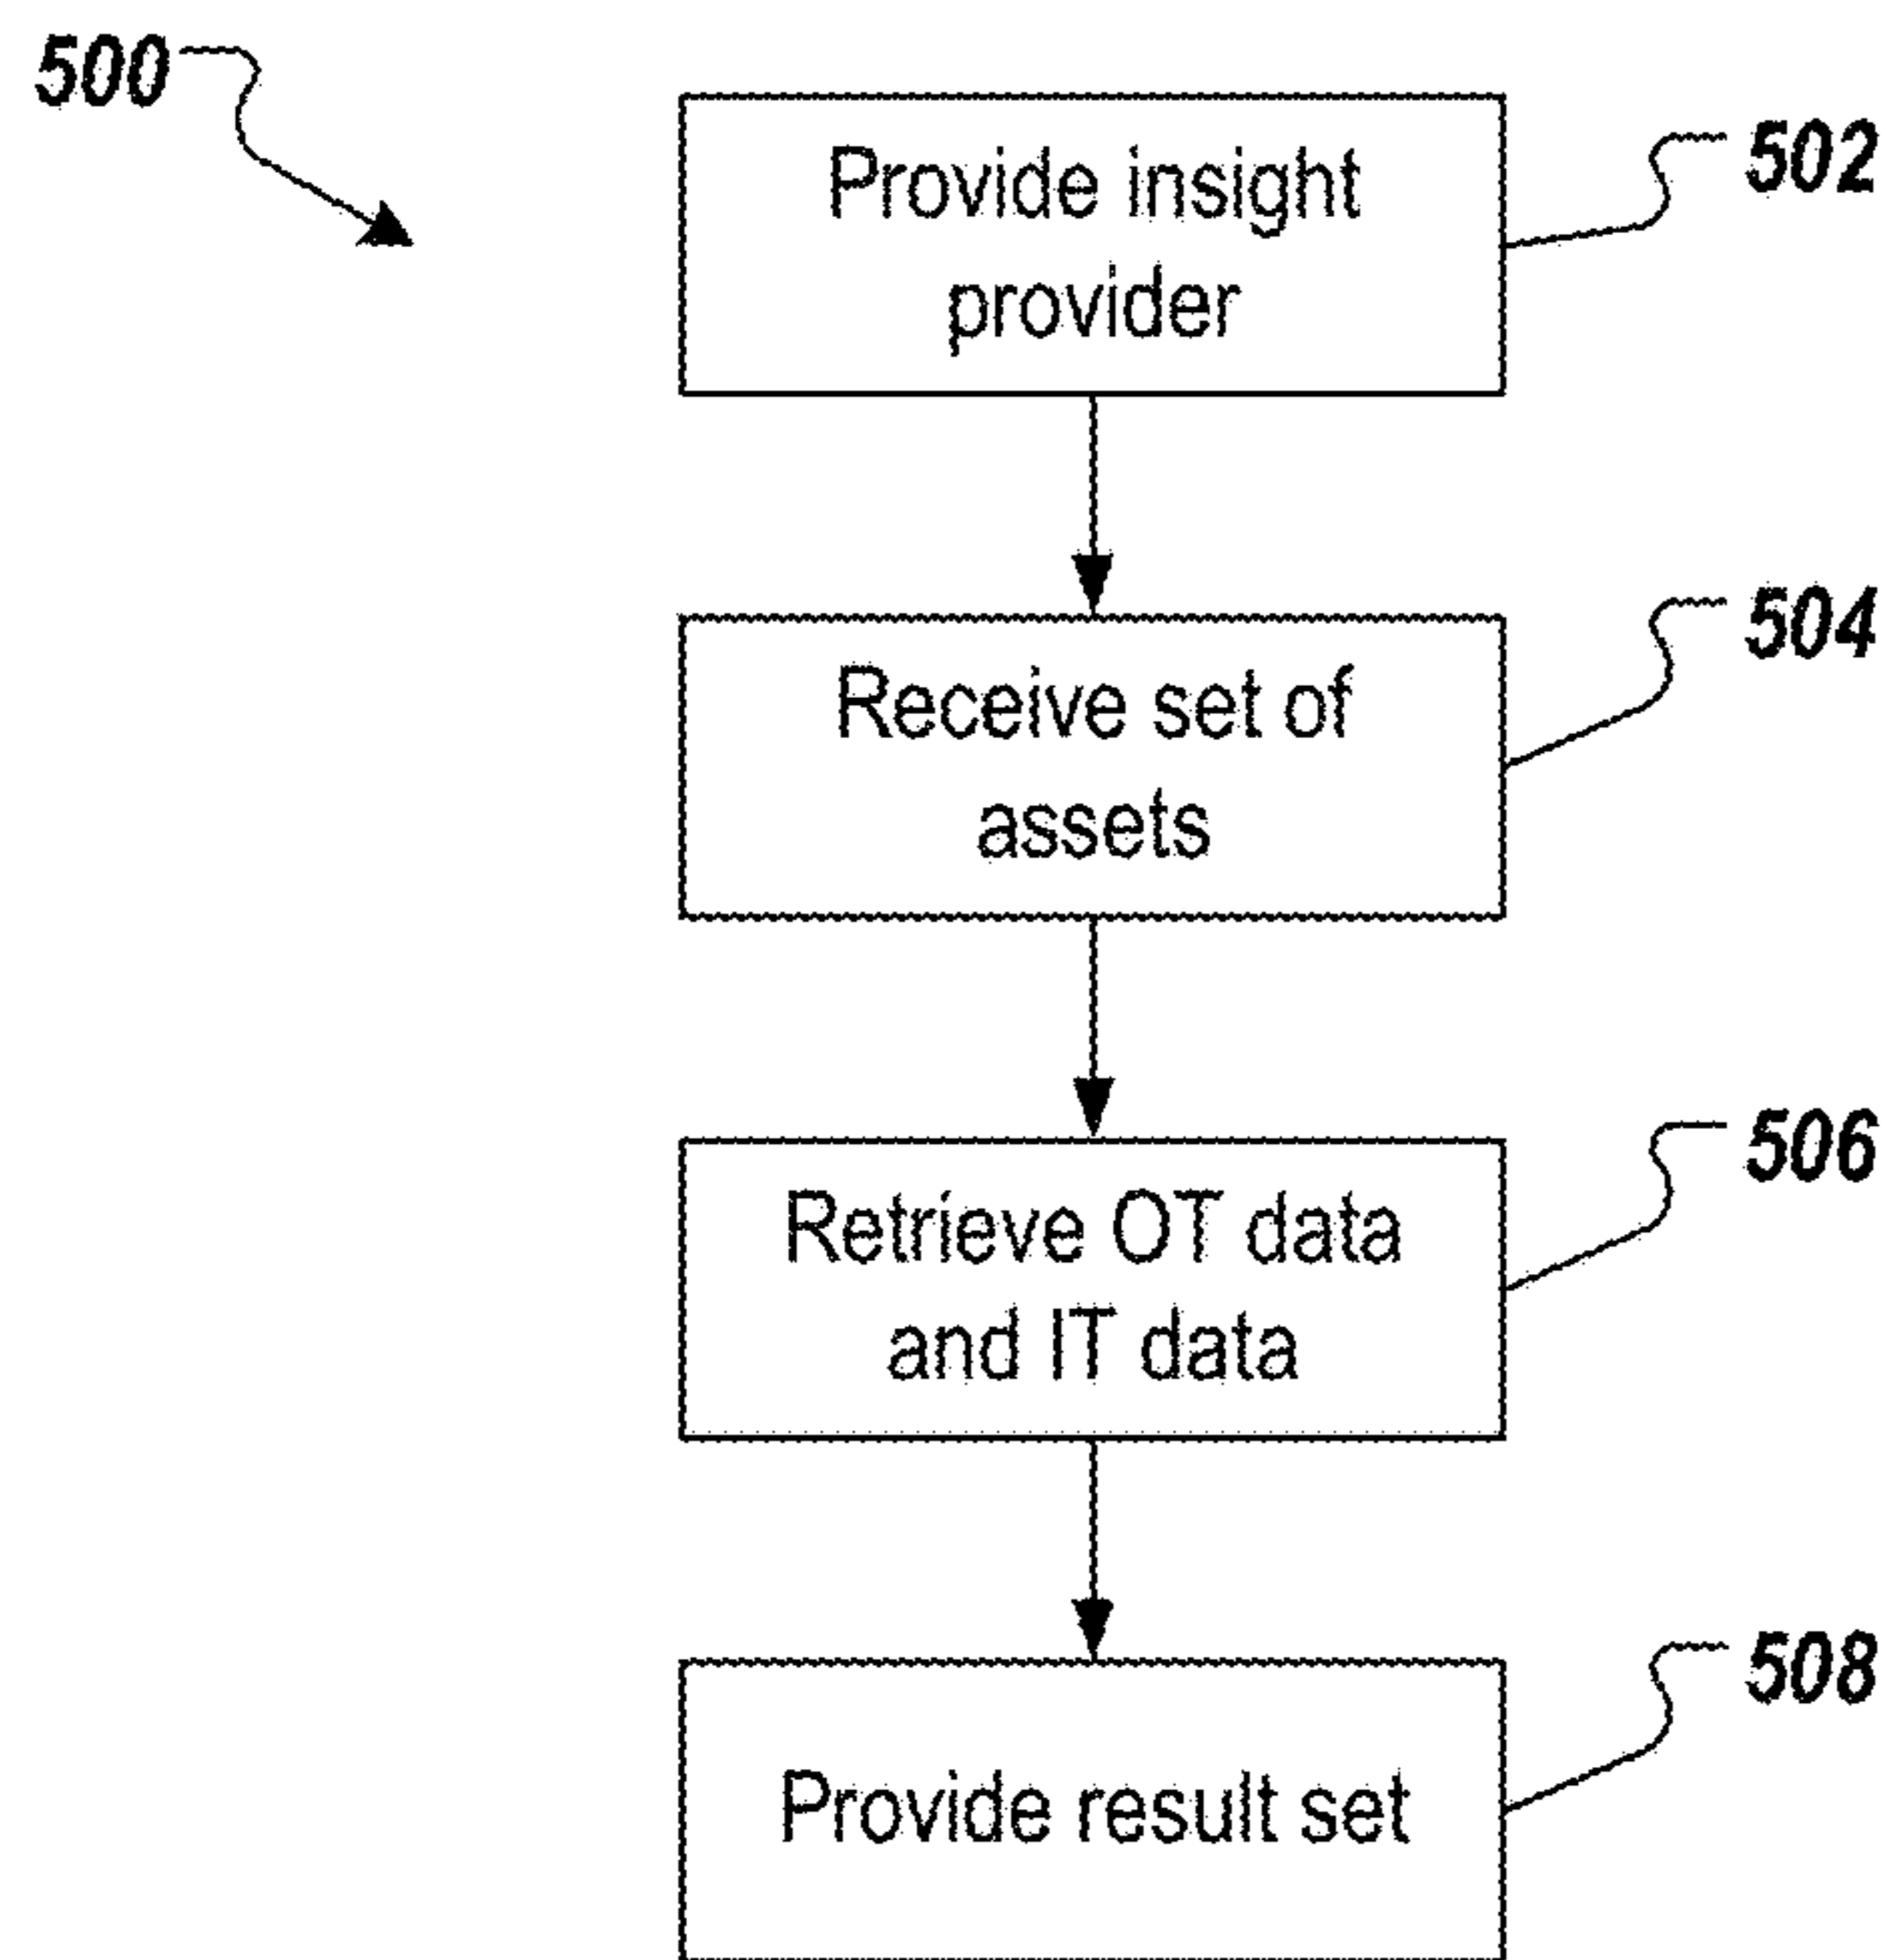 500
Provide insight
provider
502
Receive set of
assets
504
Retrieve OT data
and IT data
506
Provide result set
508